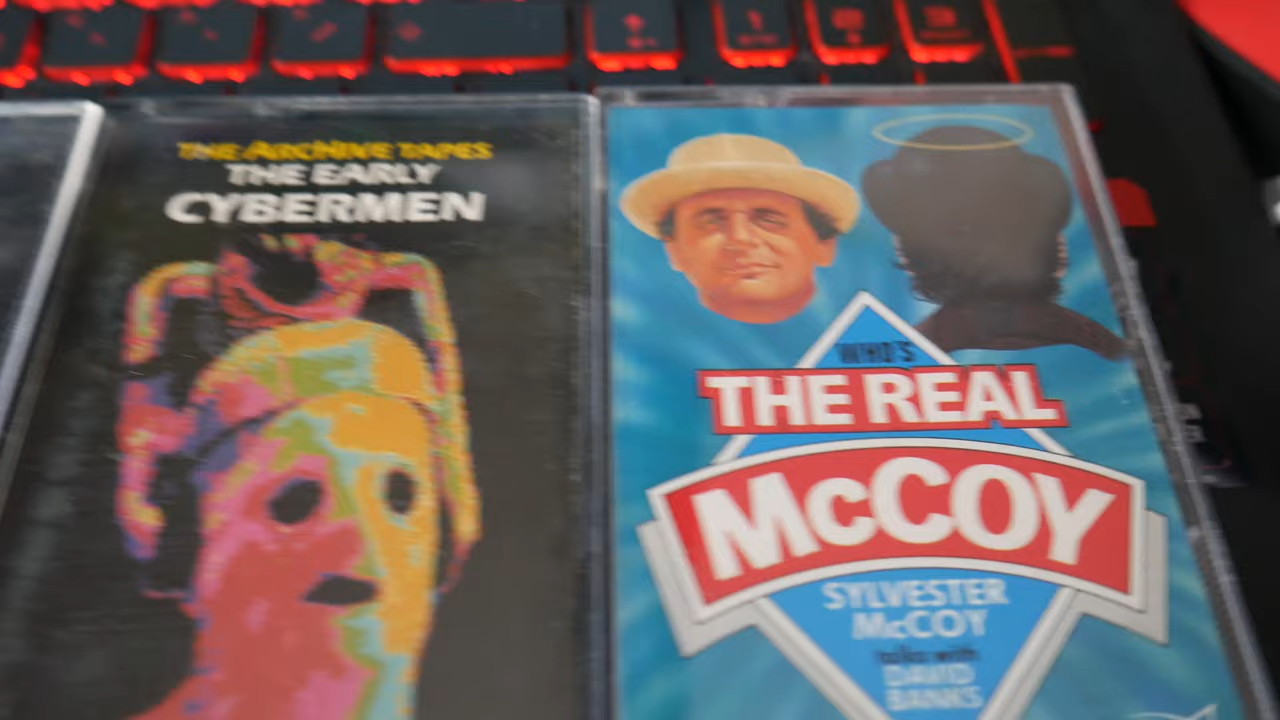 THE ARCHIVE TAPES
THE EARLY
CYBERMEN
WHO'S
THE REAL
McCOY
SYLVESTER
McCOY
talks with
DAVID
BANKS